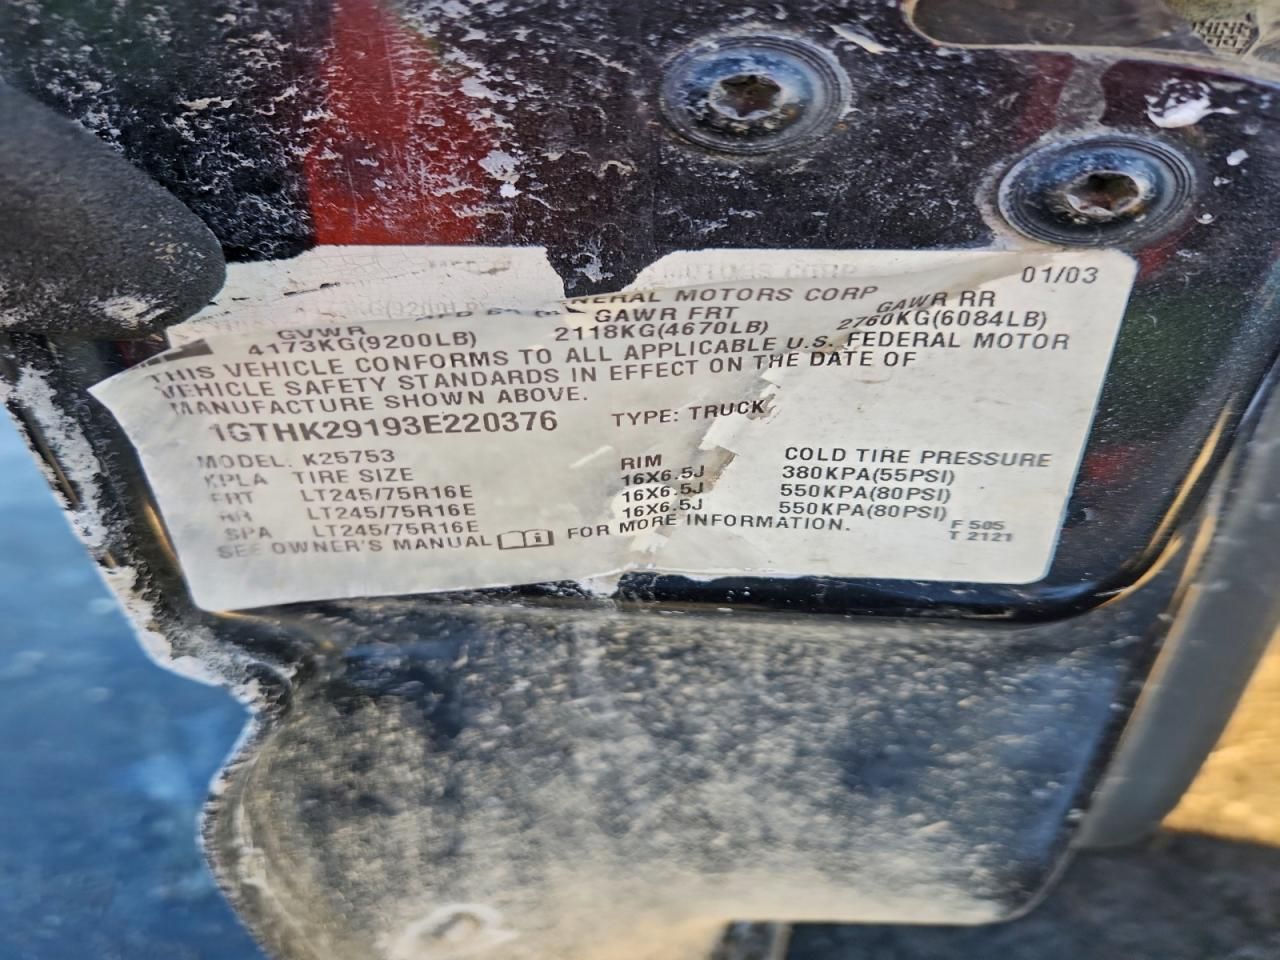 MOTORS CORP
01/03
NERAL MOTORS CORP
GVWR GAWR FRT GAWR RR
4173KG(9200LB) 2118KG(4670LB) 2760KG(6084LB)
THIS VEHICLE CONFORMS TO ALL APPLICABLE U.S. FEDERAL MOTOR
VEHICLE SAFETY STANDARDS IN EFFECT ON THE DATE OF
MANUFACTURE SHOWN ABOVE.
1GTHK29193E220376 TYPE: TRUCK
MODEL: K25753
KPLA TIRE SIZE RIM COLD TIRE PRESSURE
FRT LT245/75R16E 16X6.5J 380KPA(55PSI)
RR LT245/75R16E 16X6.5J 550KPA(80PSI)
SPA LT245/75R16E 16X6.5J 550KPA(80PSI)
SEE OWNER'S MANUAL FOR MORE INFORMATION.
F 505
T 2121